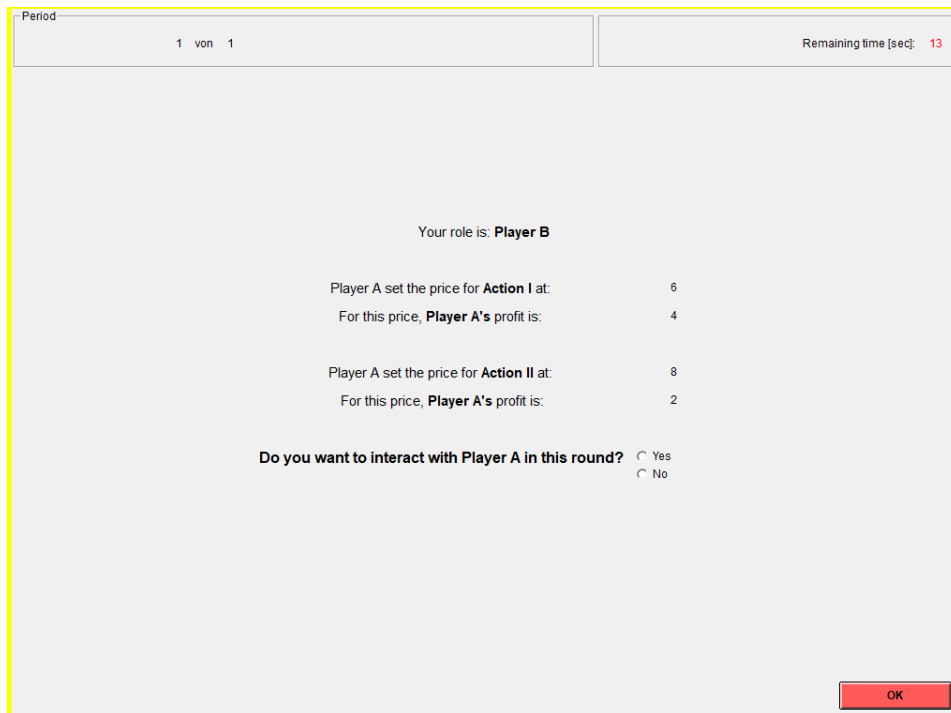 Period
1 von 1
Remaining time [sec]: 13
Your role is: Player B
Player A set the price for Action I at: 6
For this price, Player A's profit is: 4
Player A set the price for Action II at: 8
For this price, Player A's profit is: 2
Do you want to interact with Player A in this round? Yes
No
OK